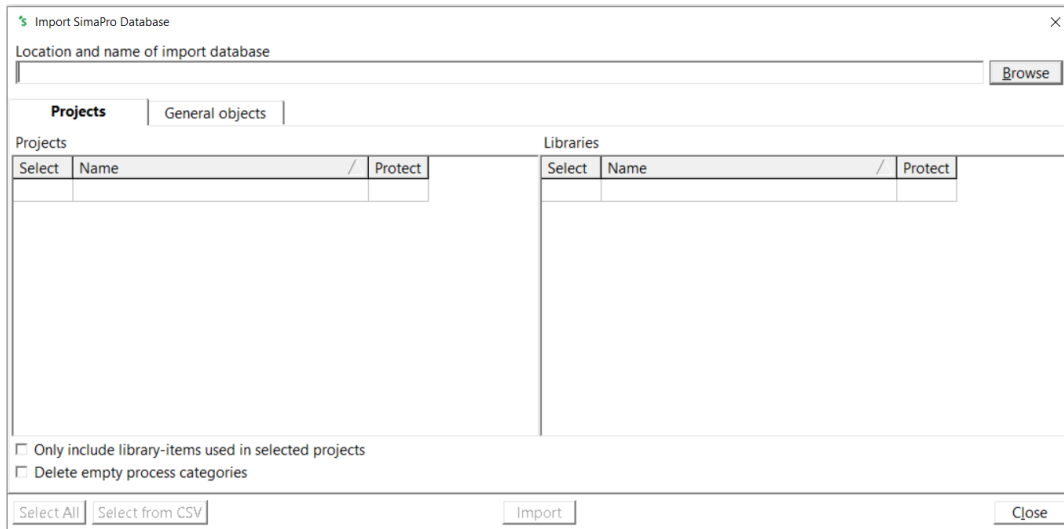 Import SimaPro Database
Location and name of import database
Browse
Projects General objects
Projects Libraries
Select Name Protect Select Name Protect
Only include library-items used in selected projects
Delete empty process categories
Select All Select from CSV Import Close